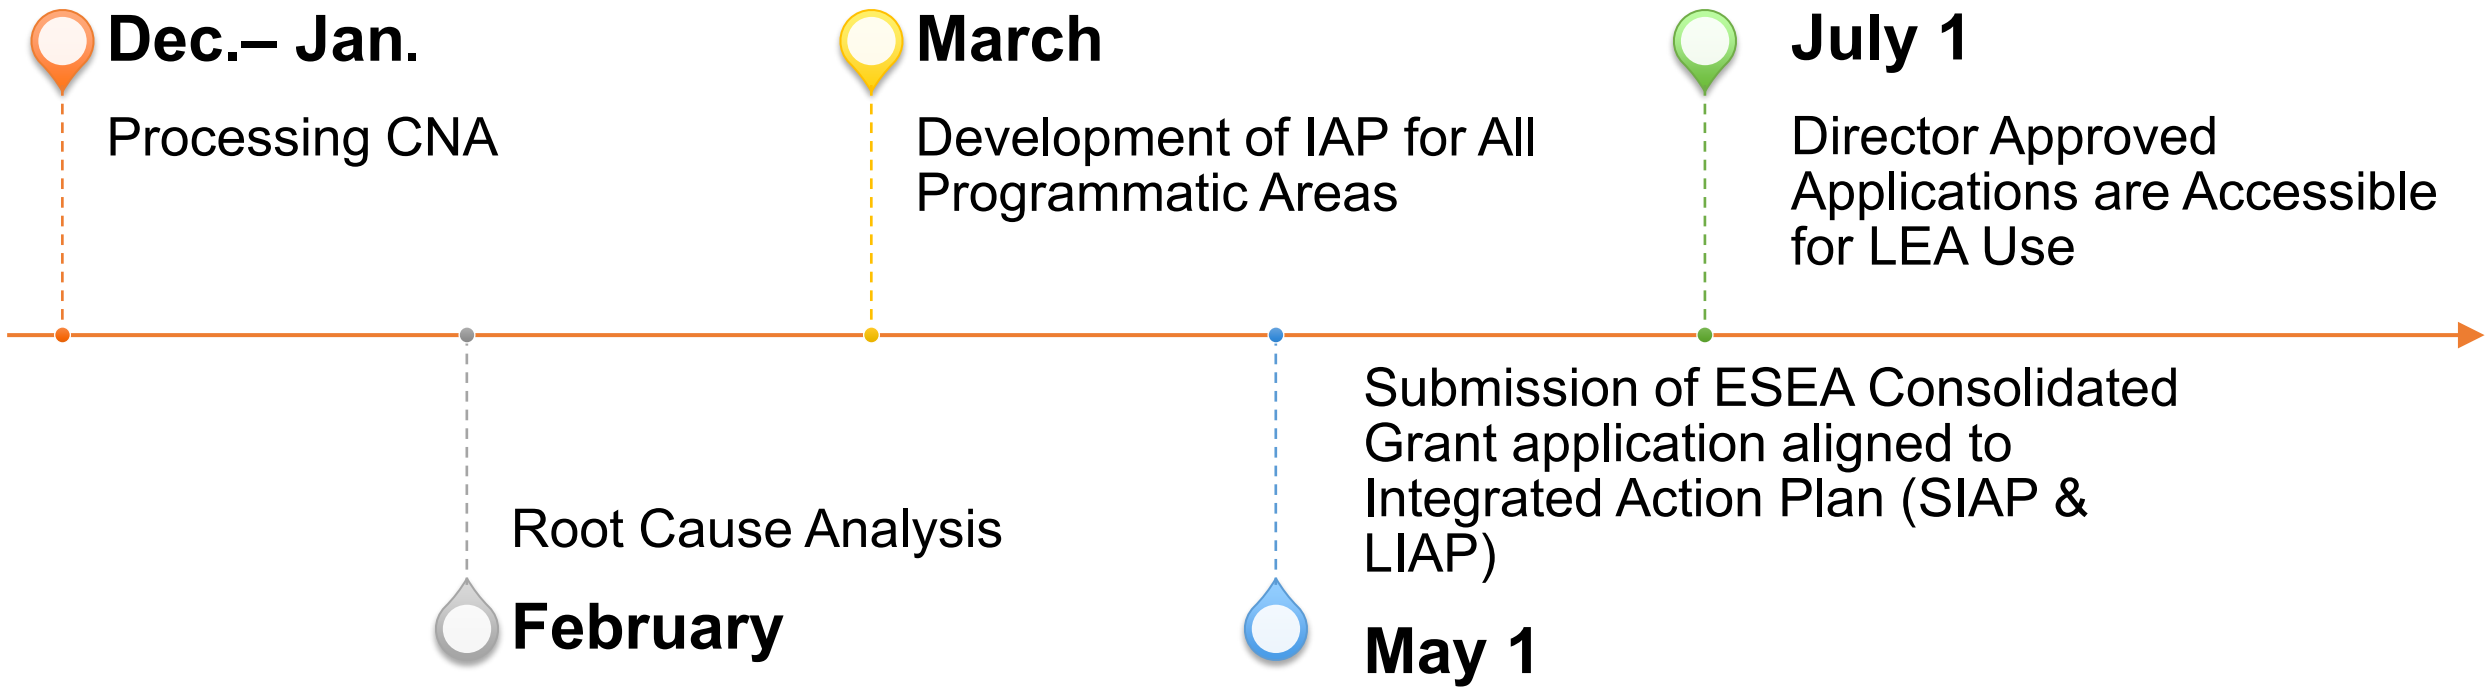 Dec.– Jan.
Processing CNA
Root Cause Analysis
February
March
Development of IAP for All
Programmatic Areas
Submission of ESEA Consolidated
Grant application aligned to
Integrated Action Plan (SIAP &
LIAP)
May 1
July 1
Director Approved
Applications are Accessible
for LEA Use